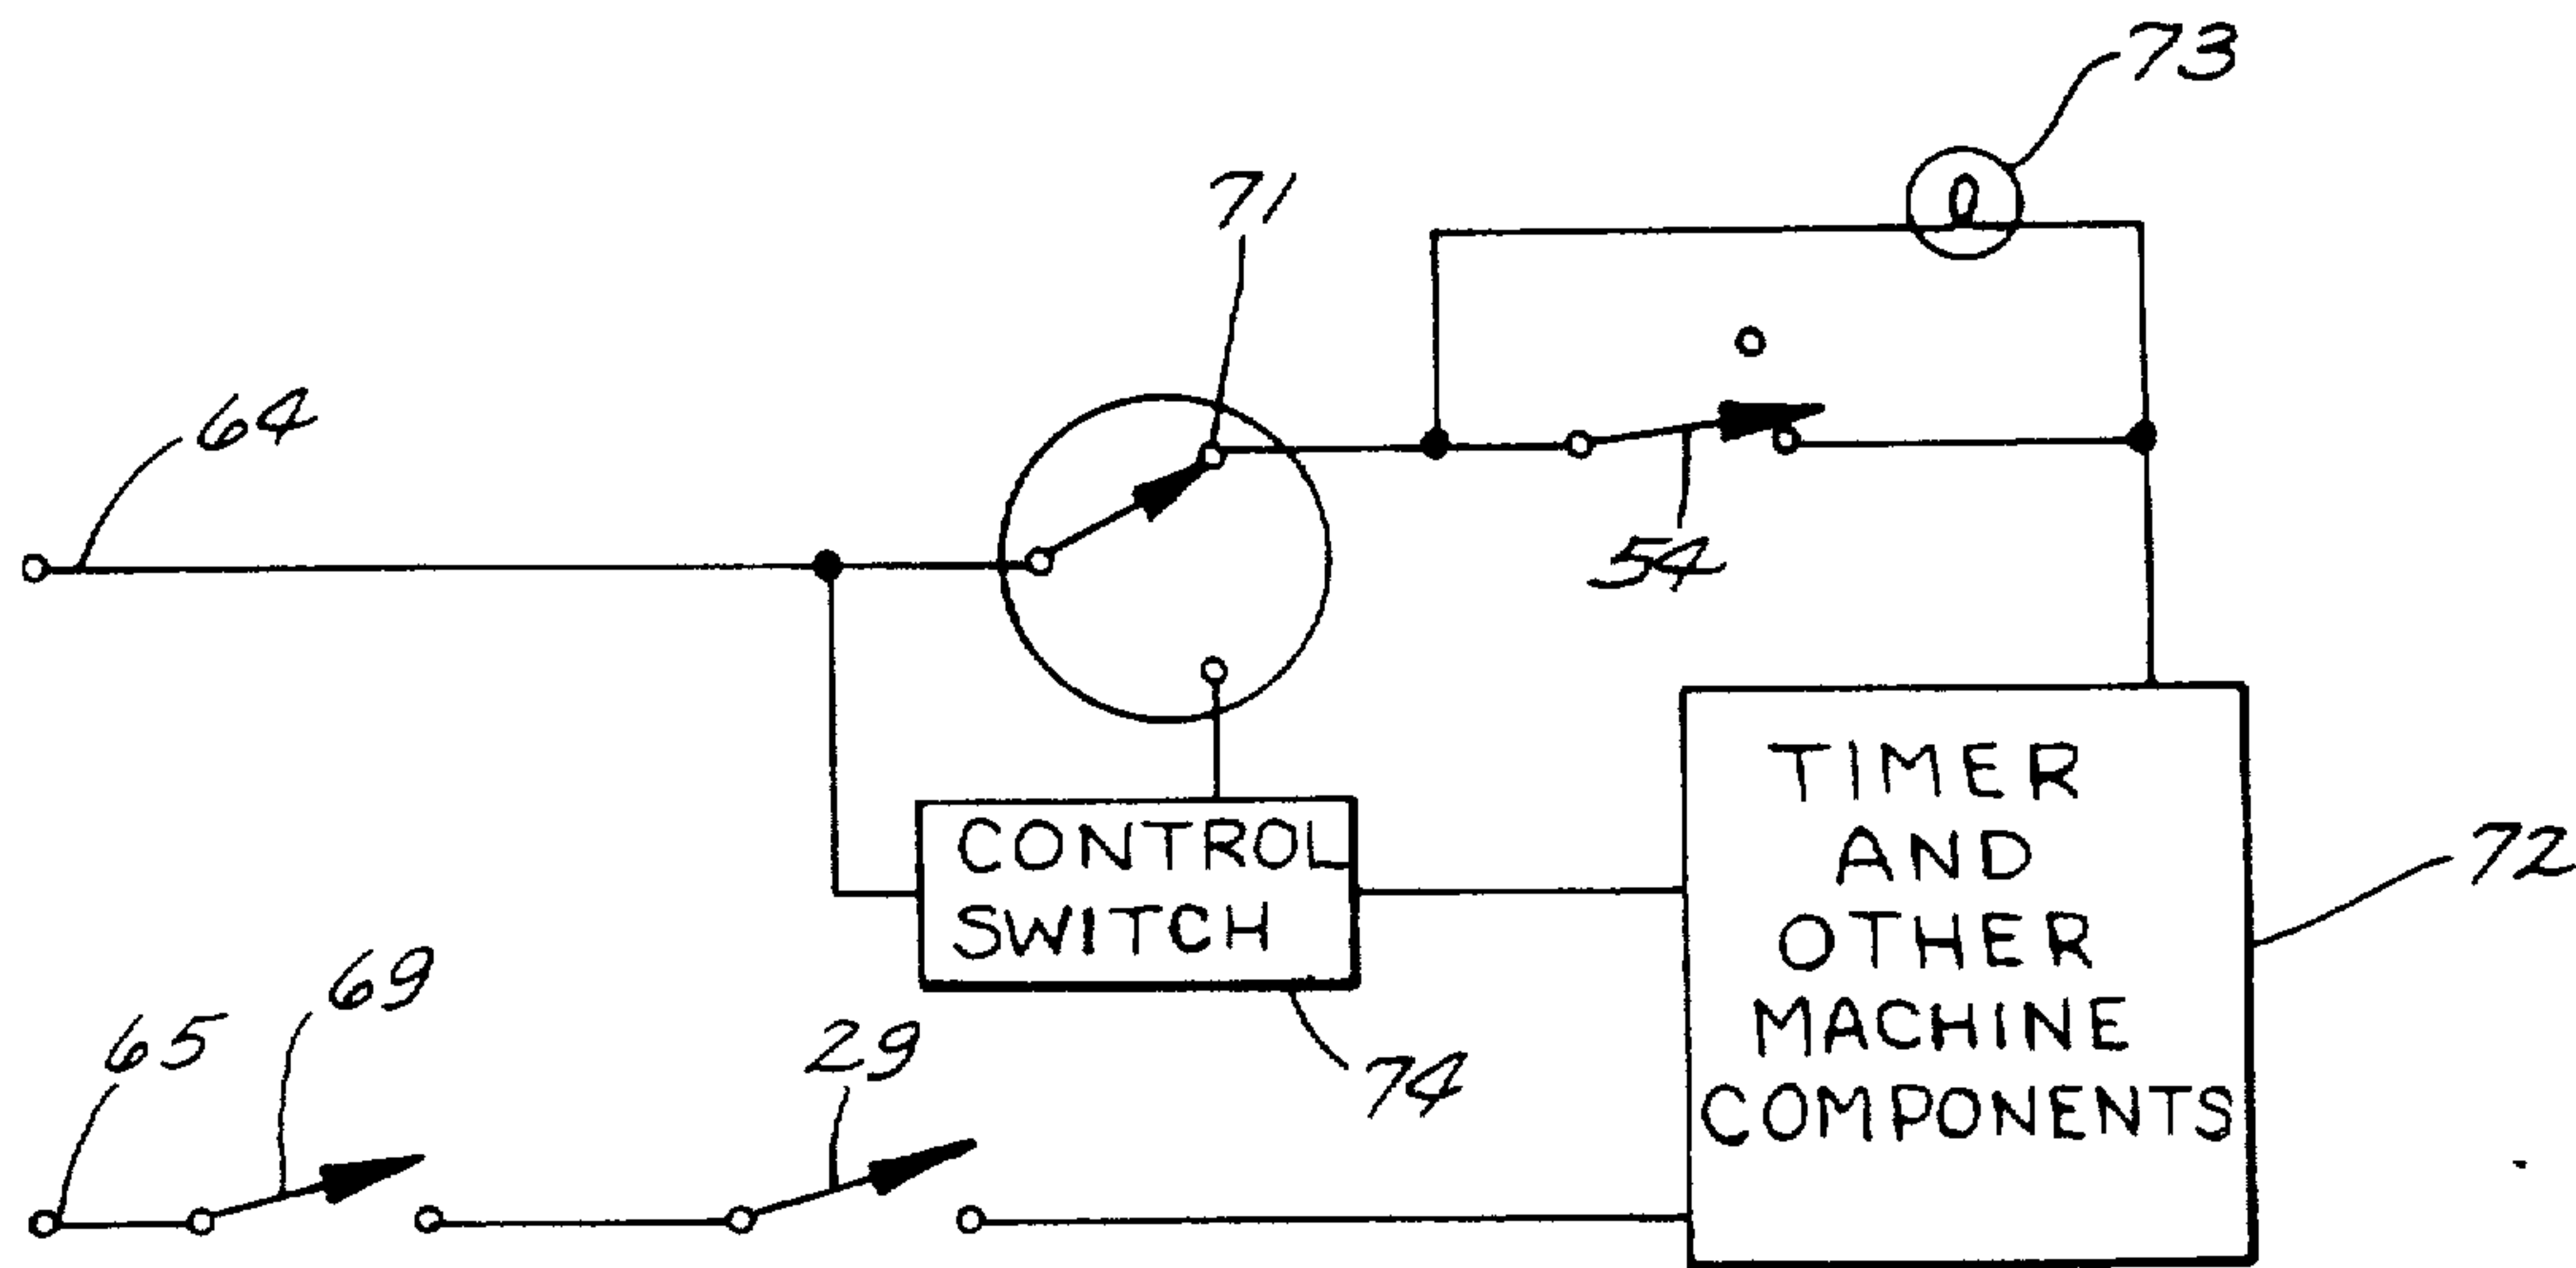 73
71
64
54
CONTROL
SWITCH
TIMER
AND
OTHER
MACHINE
COMPONENTS
72
69
65
29
74